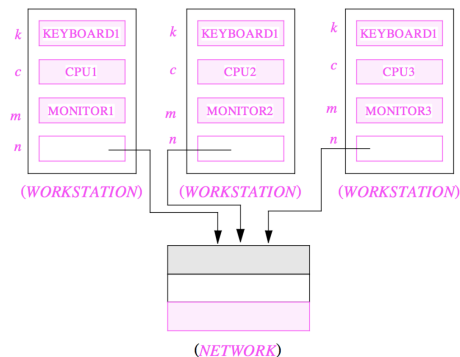 k KEYBOARD1 k KEYBOARD1 k KEYBOARD1
c CPU1 c CPU2 c CPU3
m MONITOR1 m MONITOR2 m MONITOR3
n n n
(WORKSTATION) (WORKSTATION) (WORKSTATION)
(NETWORK)